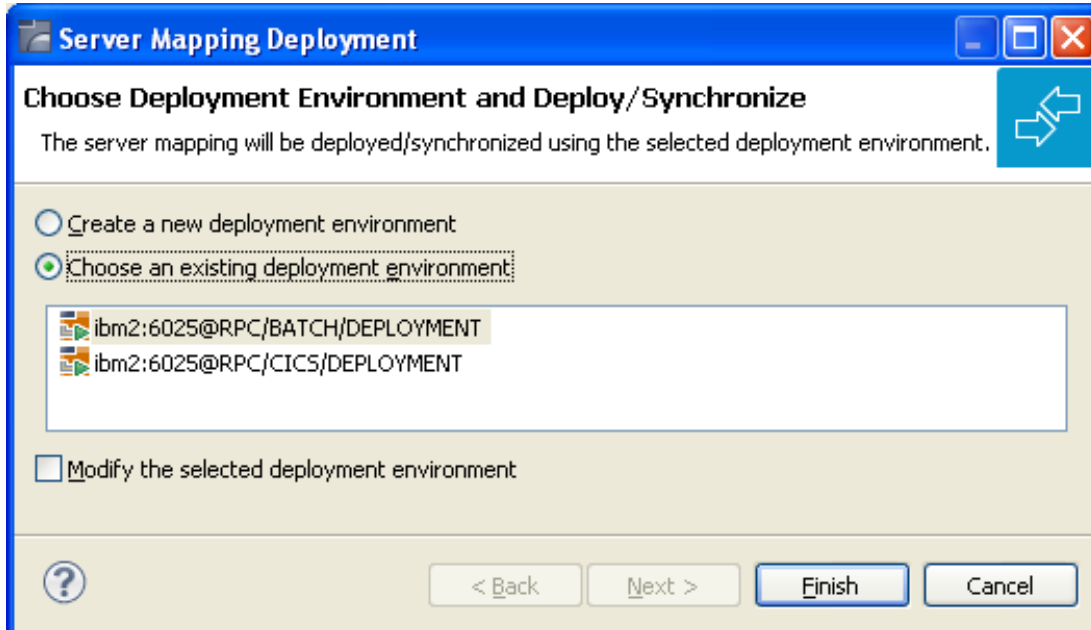 Server Mapping Deployment
Choose Deployment Environment and Deploy/Synchronize
The server mapping will be deployed/synchronized using the selected deployment environment.
Create a new deployment environment
Choose an existing deployment environment
ibm2:6025@RPC/BATCH/DEPLOYMENT
ibm2:6025@RPC/CICS/DEPLOYMENT
Modify the selected deployment environment
? < Back Next > Finish Cancel